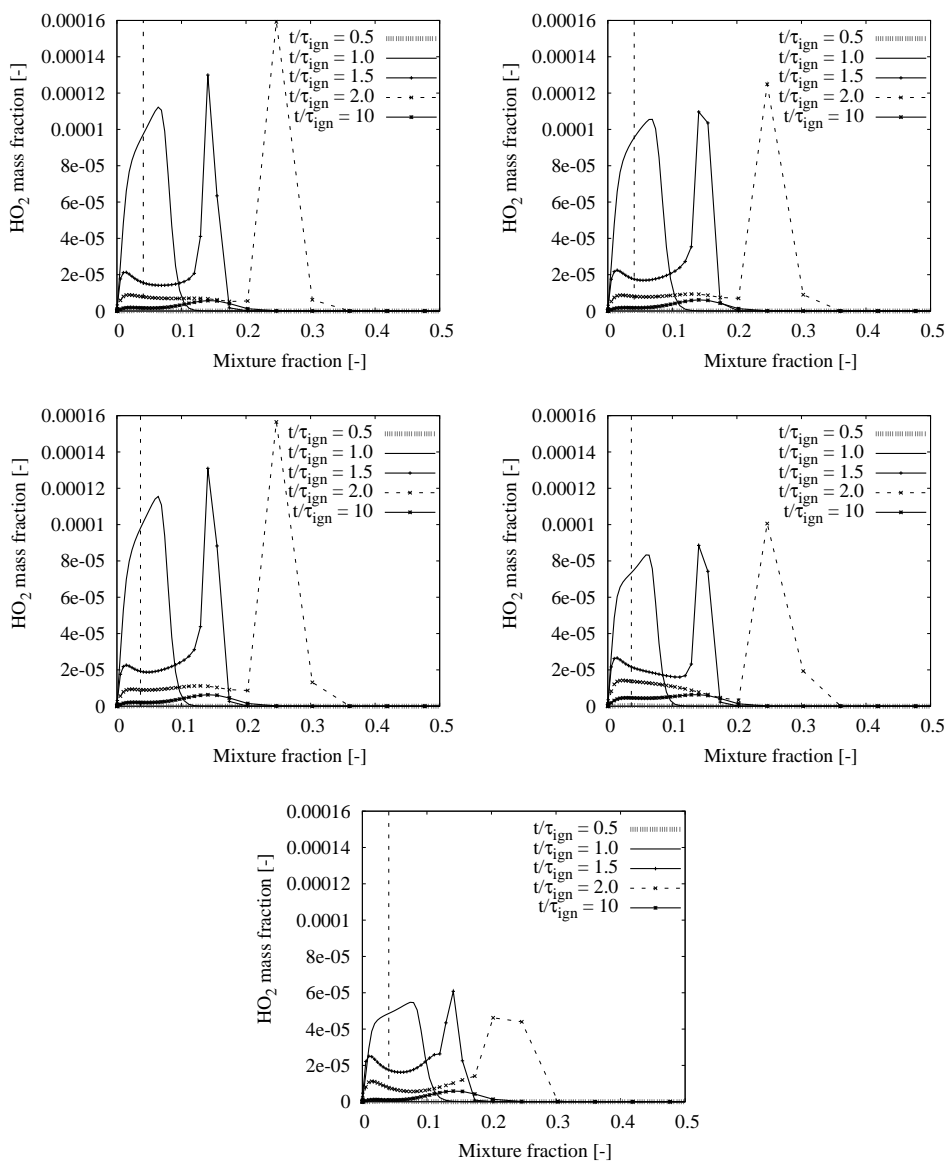 0.00016
0.00014
0.00012
0.0001
8e-05
6e-05
4e-05
2e-05
0
HO2 mass fraction [-]
t/τign = 0.5
t/τign = 1.0
t/τign = 1.5
t/τign = 2.0
t/τign = 10
0 0.1 0.2 0.3 0.4 0.5
Mixture fraction [-]
0.00016
0.00014
0.00012
0.0001
8e-05
6e-05
4e-05
2e-05
0
HO2 mass fraction [-]
t/τign = 0.5
t/τign = 1.0
t/τign = 1.5
t/τign = 2.0
t/τign = 10
0 0.1 0.2 0.3 0.4 0.5
Mixture fraction [-]
0.00016
0.00014
0.00012
0.0001
8e-05
6e-05
4e-05
2e-05
0
HO2 mass fraction [-]
t/τign = 0.5
t/τign = 1.0
t/τign = 1.5
t/τign = 2.0
t/τign = 10
0 0.1 0.2 0.3 0.4 0.5
Mixture fraction [-]
0.00016
0.00014
0.00012
0.0001
8e-05
6e-05
4e-05
2e-05
0
HO2 mass fraction [-]
t/τign = 0.5
t/τign = 1.0
t/τign = 1.5
t/τign = 2.0
t/τign = 10
0 0.1 0.2 0.3 0.4 0.5
Mixture fraction [-]
0.00016
0.00014
0.00012
0.0001
8e-05
6e-05
4e-05
2e-05
0
HO2 mass fraction [-]
t/τign = 0.5
t/τign = 1.0
t/τign = 1.5
t/τign = 2.0
t/τign = 10
0 0.1 0.2 0.3 0.4 0.5
Mixture fraction [-]